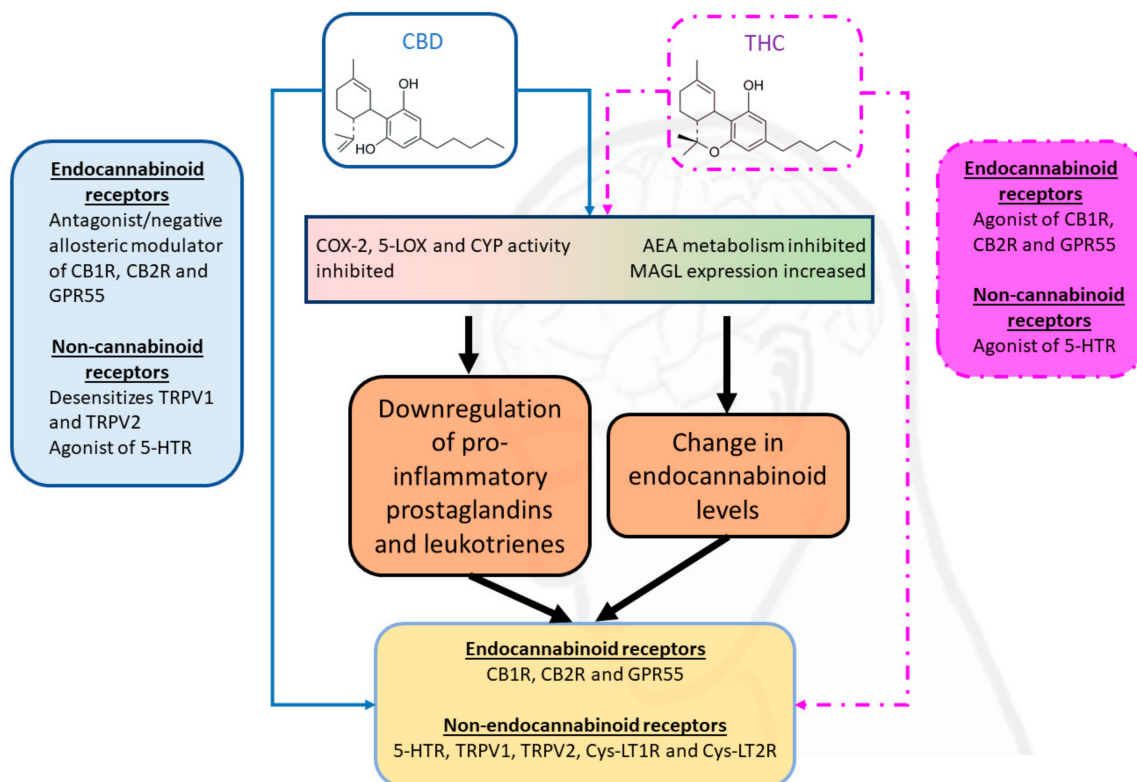 CBD
OH
HO
THC
OH
O
Endocannabinoid
receptors
Antagonist/negative
allosteric modulator
of CB1R, CB2R and
GPR55
Non-cannabinoid
receptors
Desensitizes TRPV1
and TRPV2
Agonist of 5-HTR
COX-2, 5-LOX and CYP activity
inhibited
AEA metabolism inhibited
MAGL expression increased
Endocannabinoid
receptors
Agonist of CB1R,
CB2R and GPR55
Non-cannabinoid
receptors
Agonist of 5-HTR
Downregulation
of pro-
inflammatory
prostaglandins
and leukotrienes
Change in
endocannabinoid
levels
Endocannabinoid receptors
CB1R, CB2R and GPR55
Non-endocannabinoid receptors
5-HTR, TRPV1, TRPV2, Cys-LT1R and Cys-LT2R